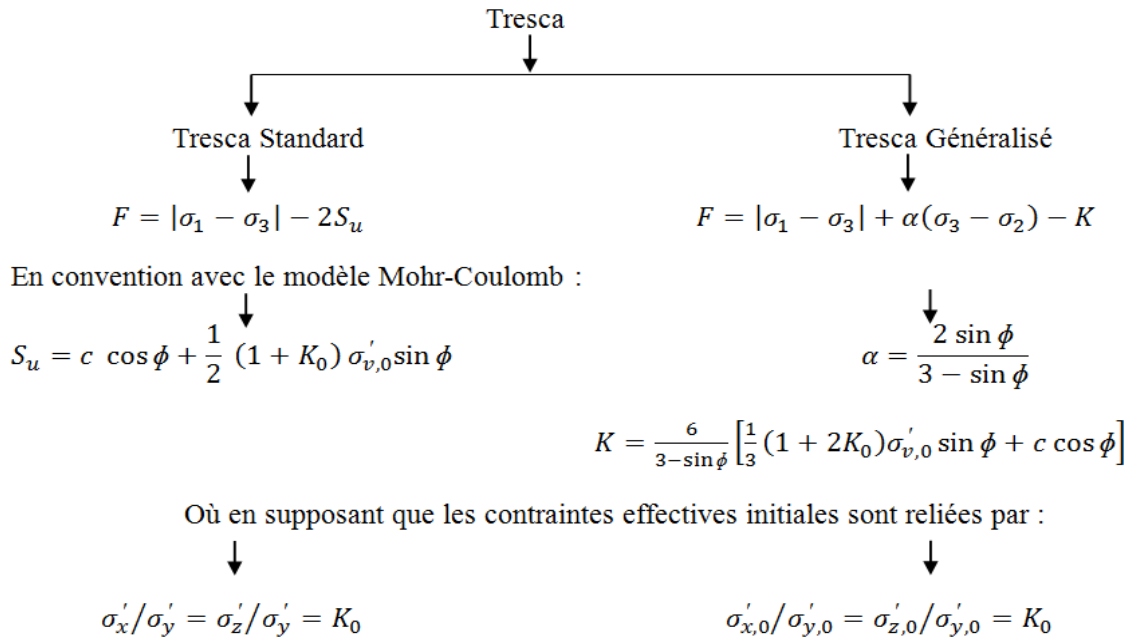 Tresca
Tresca Standard
Tresca Généralisé
F = |σ₁ − σ₃| − 2Sᵤ
F = |σ₁ − σ₃| + α(σ₃ − σ₂) − K
En convention avec le modèle Mohr-Coulomb :
Sᵤ = c cos ϕ + 1/2 (1 + K₀) σ'ᵥ,₀ sin ϕ
α = 2 sin ϕ / 3 − sin ϕ
K = 6/3−sin ϕ [1/3 (1 + 2K₀)σ'ᵥ,₀ sin ϕ + c cos ϕ]
Où en supposant que les contraintes effectives initiales sont reliées par :
σ'ₓ/σ'y = σ'z/σ'y = K₀
σ'ₓ,₀/σ'y,₀ = σ'z,₀/σ'y,₀ = K₀